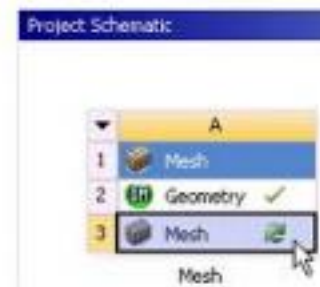 Project Schematic
A
1 Mesh
2 Geometry
3 Mesh
Mesh